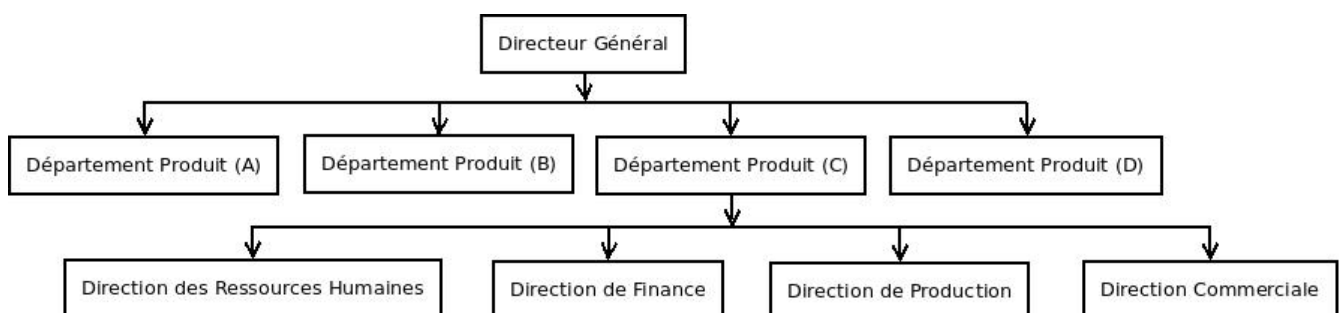 Directeur Général
Département Produit (A)
Département Produit (B)
Département Produit (C)
Département Produit (D)
Direction des Ressources Humaines
Direction de Finance
Direction de Production
Direction Commerciale